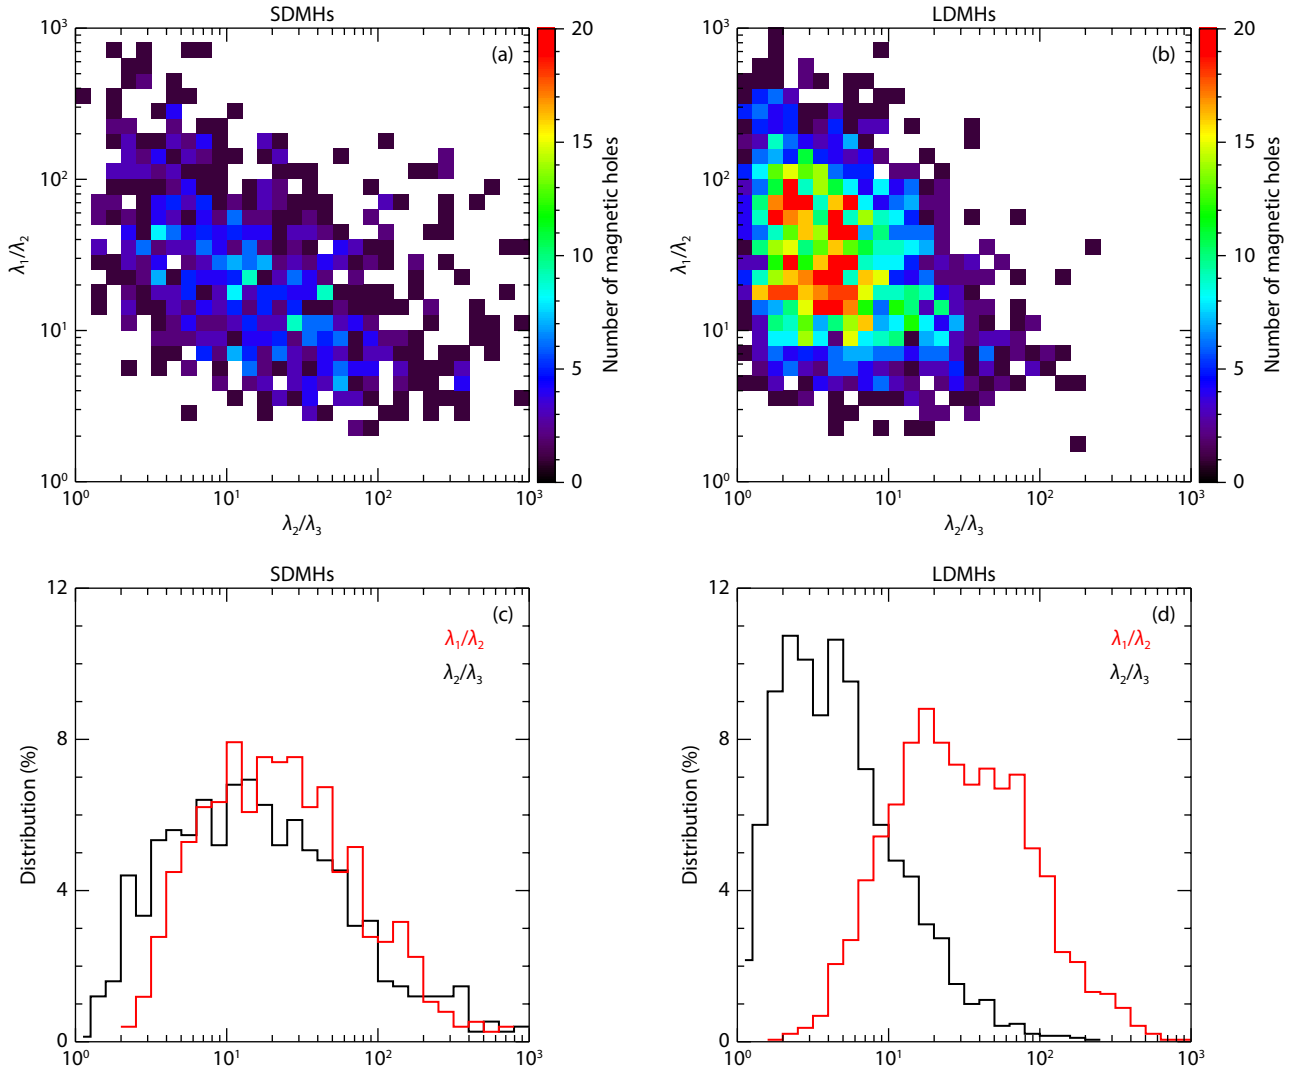 SDMHs
(a)
10³
10²
10¹
10⁰
λ₁/λ₂
10⁰ 10¹ 10² 10³
λ₂/λ₃
20
15
10
5
0
Number of magnetic holes
LDMHs
(b)
10³
10²
10¹
10⁰
λ₁/λ₂
10⁰ 10¹ 10² 10³
λ₂/λ₃
20
15
10
5
0
Number of magnetic holes
SDMHs
(c)
λ₁/λ₂
λ₂/λ₃
12
8
4
0
Distribution (%)
10⁰ 10¹ 10² 10³
LDMHs
(d)
λ₁/λ₂
λ₂/λ₃
12
8
4
0
Distribution (%)
10⁰ 10¹ 10² 10³